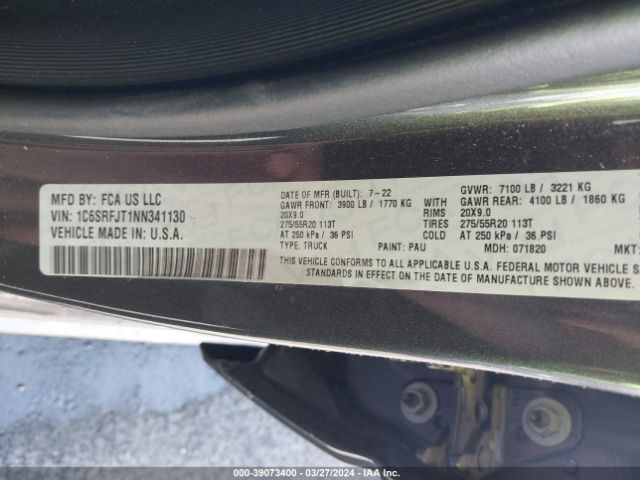 MFD BY: FCA US LLC
VIN: 1C6SRFJT1NN341130
VEHICLE MADE IN: U.S.A.
DATE OF MFR (BUILT): 7-22
GAWR FRONT: 3900 LB / 1770 KG WITH
20X9.0 RIMS
275/55R20 113T TIRES
AT 250 kPa / 36 PSI COLD
TYPE: TRUCK PAINT: PAU
GVWR: 7100 LB / 3221 KG
GAWR REAR: 4100 LB / 1860 KG
20X9.0
275/55R20 113T
AT 250 kPa / 36 PSI
MDH: 071820 MKT:
THIS VEHICLE CONFORMS TO ALL APPLICABLE U.S.A. FEDERAL MOTOR VEHICLE S
STANDARDS IN EFFECT ON THE DATE OF MANUFACTURE SHOWN ABOVE.
000-39073400 - 03/27/2024 - IAAI.COM